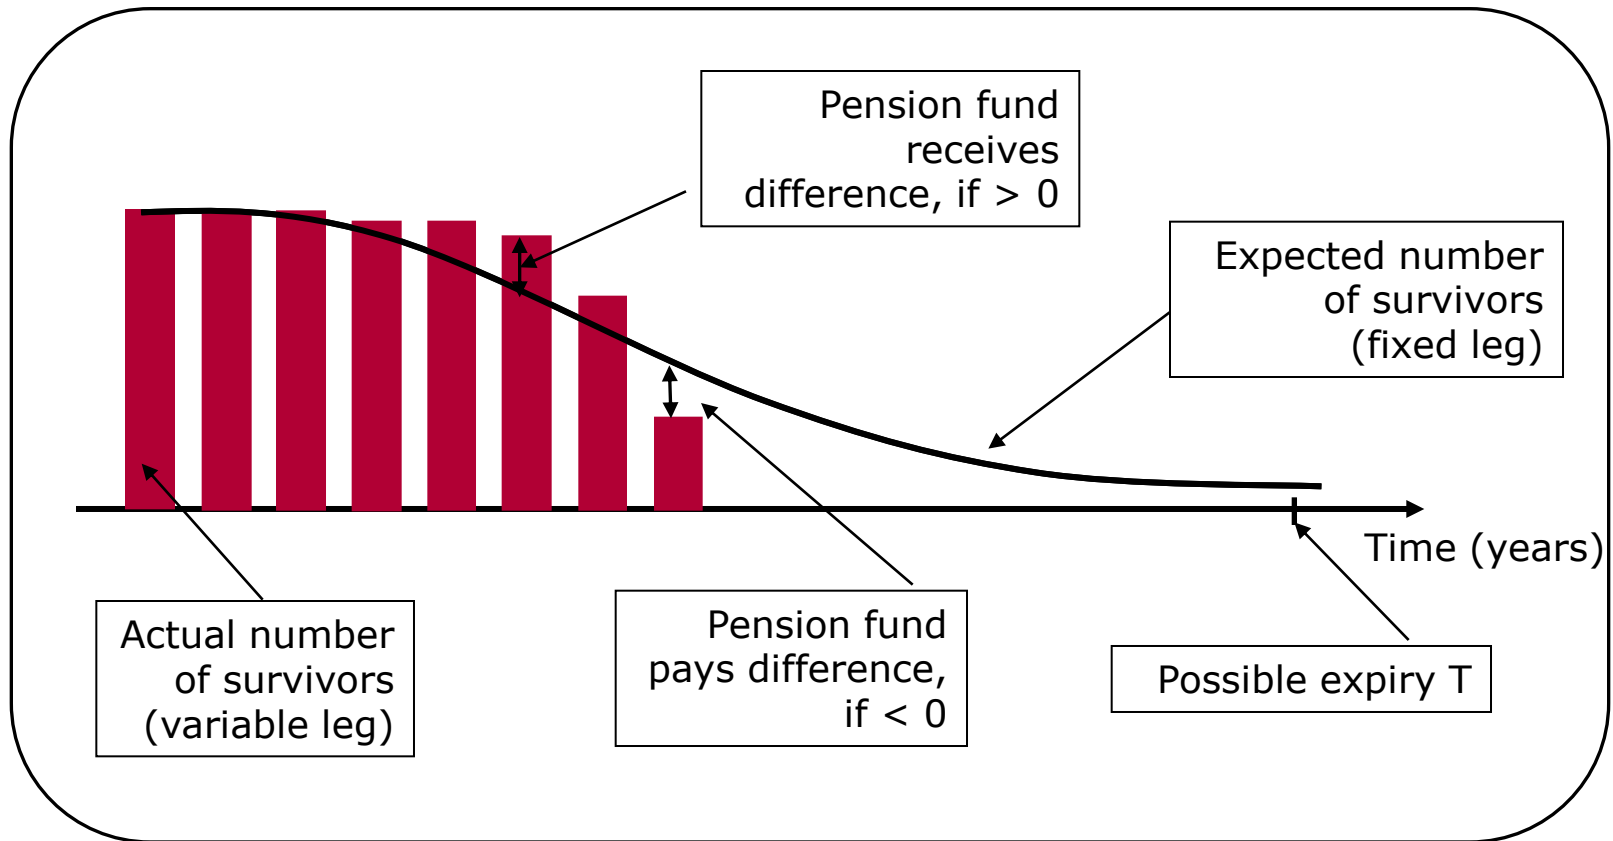 Pension fund
receives
difference, if > 0
Expected number
of survivors
(fixed leg)
Time (years)
Actual number
of survivors
(variable leg)
Pension fund
pays difference,
if < 0
Possible expiry T